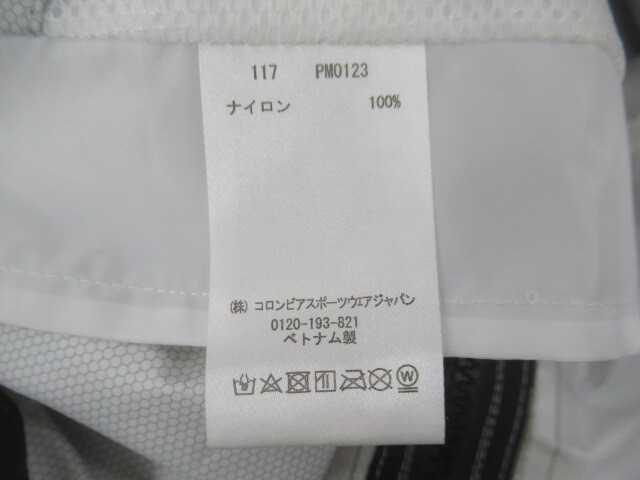 117 PM0123
ナイロン 100%
(株) コロンビアスポーツウェアジャパン
0120-193-821
ベトナム製
W